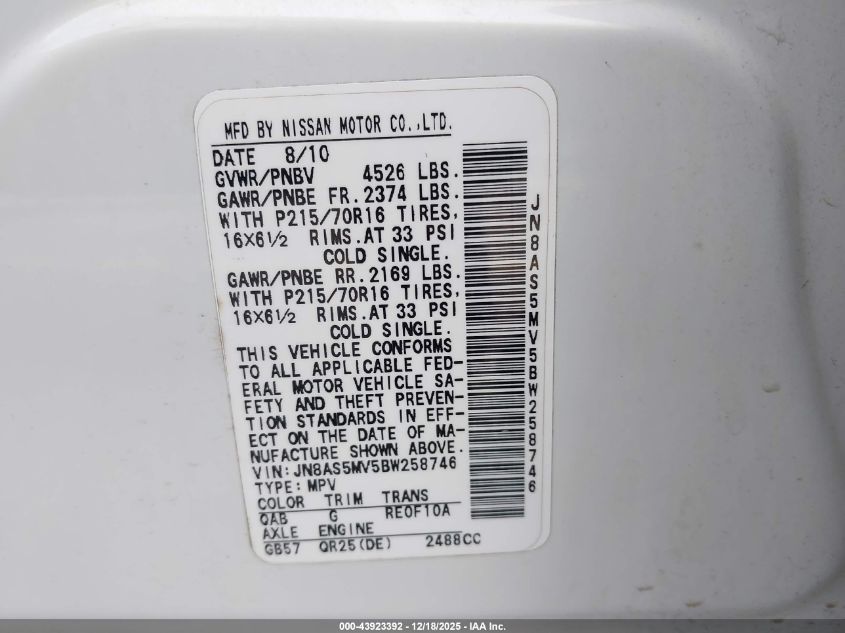 MFD BY NISSAN MOTOR CO.,LTD.
DATE 8/10
GVWR/PNBV 4526 LBS.
GAWR/PNBE FR.2374 LBS.
WITH P215/70R16 TIRES,
16X6½ RIMS.AT 33 PSI
COLD SINGLE.
GAWR/PNBE RR.2169 LBS.
WITH P215/70R16 TIRES,
16X6½ RIMS.AT 33 PSI
COLD SINGLE.
THIS VEHICLE CONFORMS
TO ALL APPLICABLE FED-
ERAL MOTOR VEHICLE SA-
FETY AND THEFT PREVEN-
TION STANDARDS IN EFF-
ECT ON THE DATE OF MA-
NUFACTURE SHOWN ABOVE.
VIN:JN8AS5MV5BW258746
TYPE:MPV
COLOR TRIM TRANS
QAB G RE0F10A
AXLE ENGINE
GB57 QR25(DE) 2488CC
JN8AS5MV5BW258746
000-43923392 - 12/18/2025 - IAA Inc.